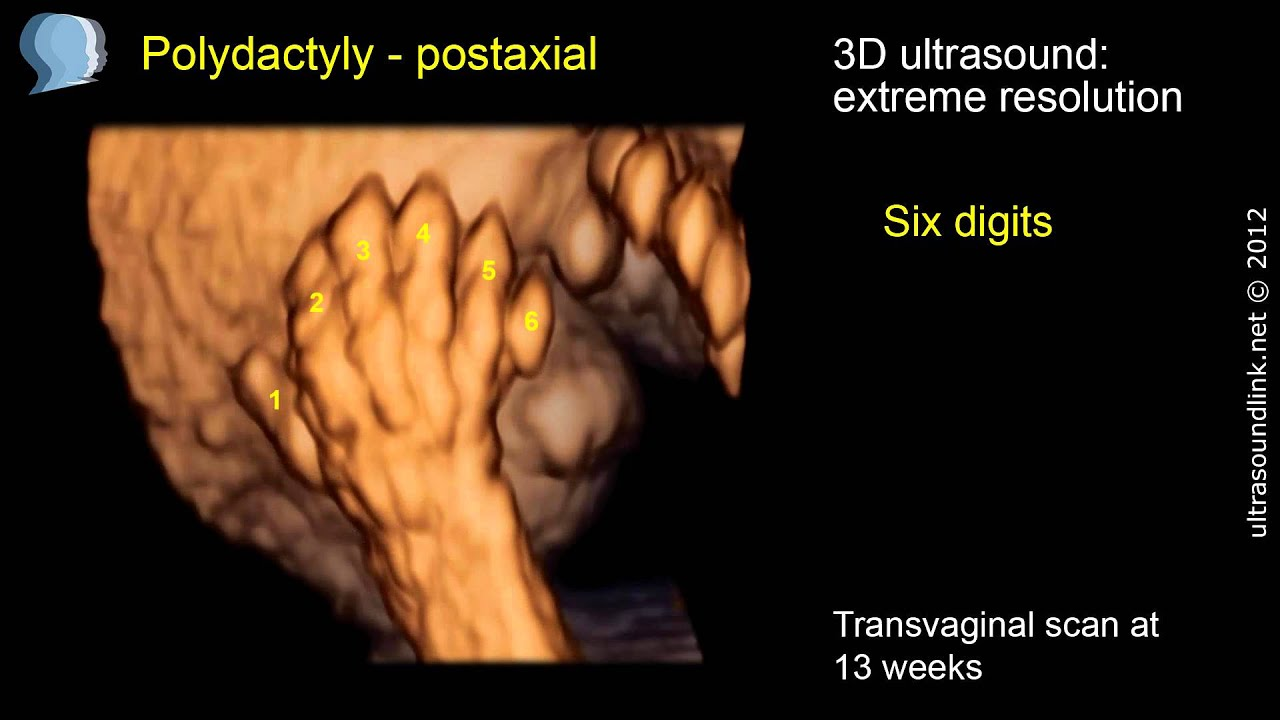 Polydactyly - postaxial
3D ultrasound:
extreme resolution
Six digits
1
2
3
4
5
6
Transvaginal scan at
13 weeks
ultrasoundlink.net © 2012